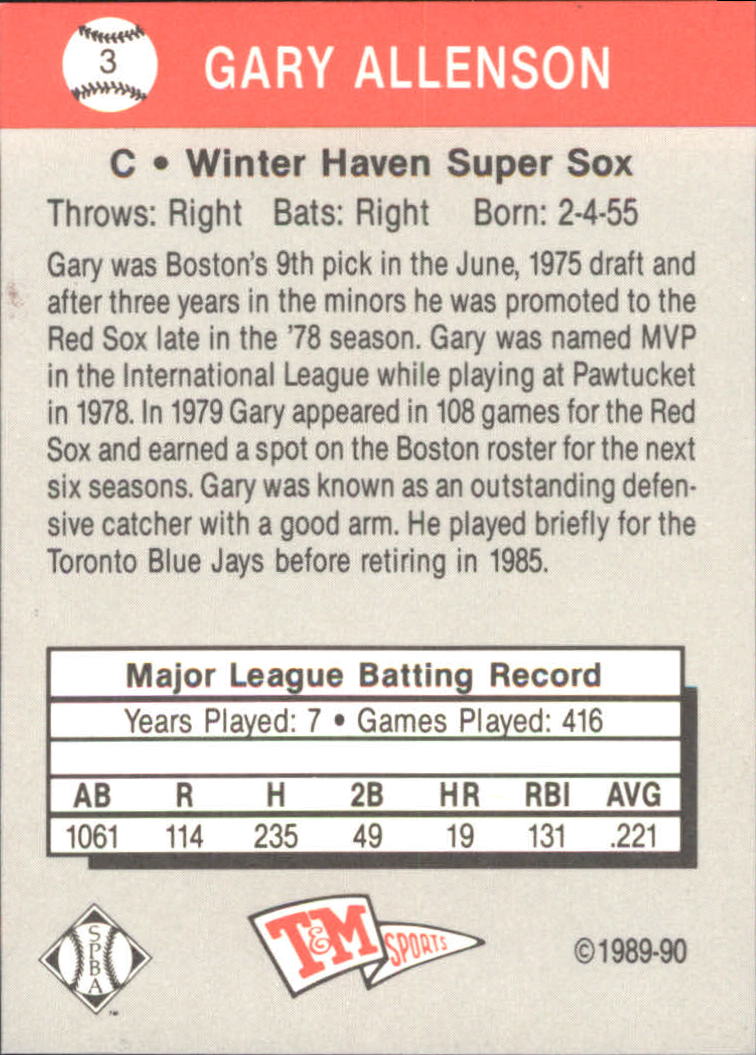 3
GARY ALLENSON
C • Winter Haven Super Sox
Throws: Right Bats: Right Born: 2-4-55
Gary was Boston's 9th pick in the June, 1975 draft and
after three years in the minors he was promoted to the
Red Sox late in the '78 season. Gary was named MVP
in the International League while playing at Pawtucket
in 1978. In 1979 Gary appeared in 108 games for the Red
Sox and earned a spot on the Boston roster for the next
six seasons. Gary was known as an outstanding defen-
sive catcher with a good arm. He played briefly for the
Toronto Blue Jays before retiring in 1985.
Major League Batting Record
Years Played: 7 • Games Played: 416
AB R H 2B HR RBI AVG
1061 114 235 49 19 131 .221
SPBA
™
T&M SPORTS
©1989-90